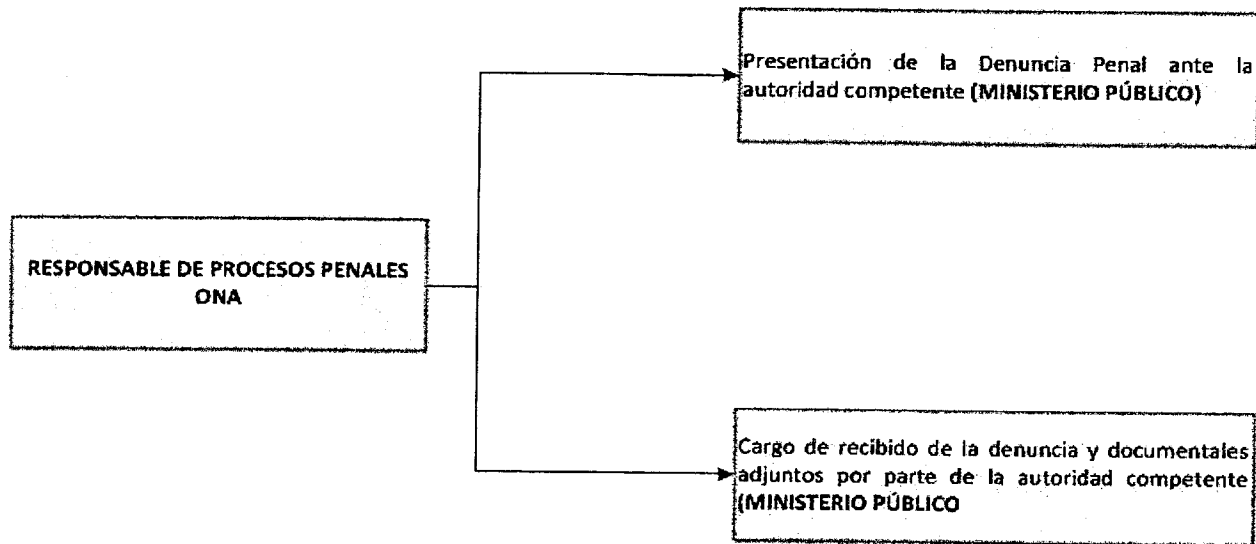 Presentación de la Denuncia Penal ante la
autoridad competente (MINISTERIO PÚBLICO)
RESPONSABLE DE PROCESOS PENALES
ONA
Cargo de recibido de la denuncia y documentales
adjuntos por parte de la autoridad competente
(MINISTERIO PÚBLICO